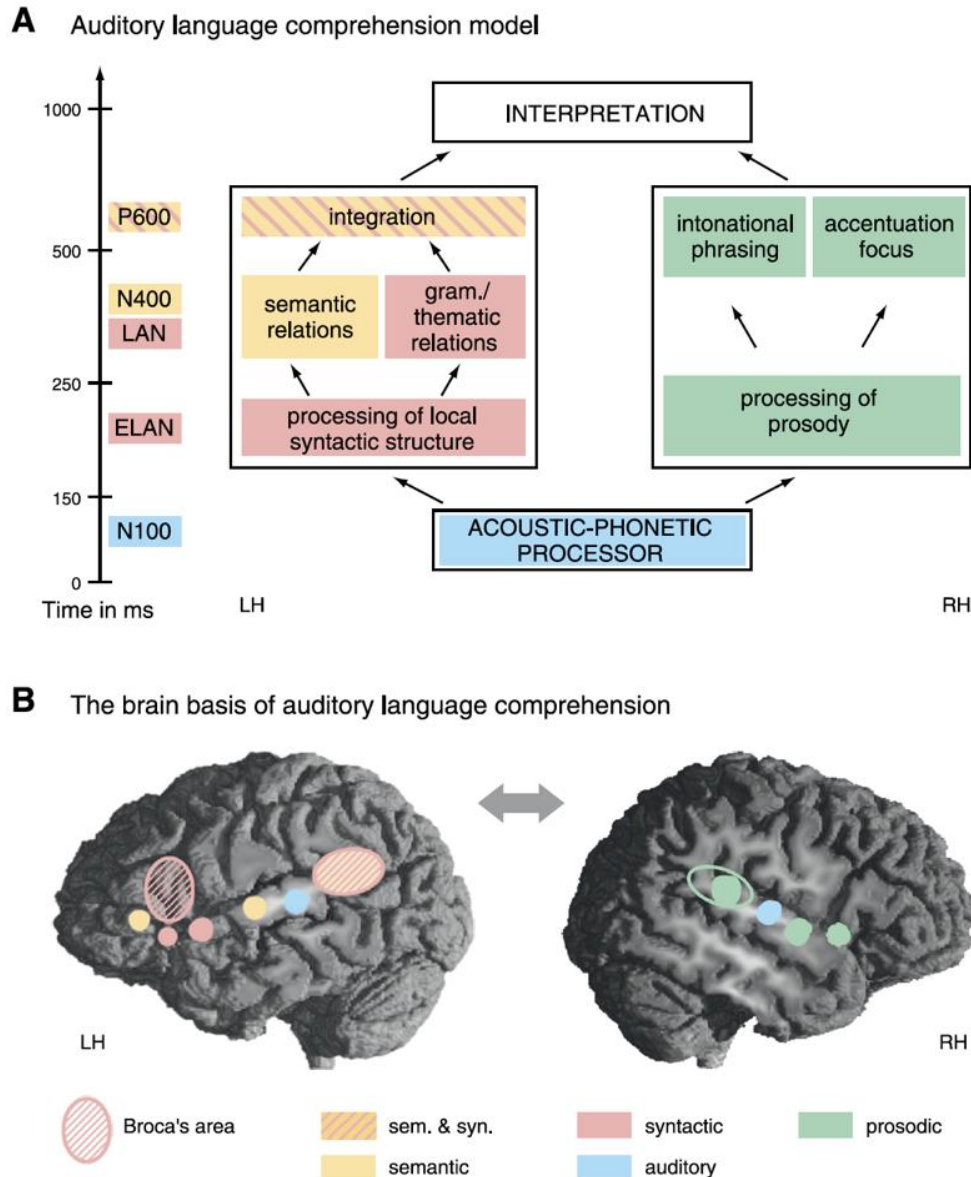 A Auditory language comprehension model
1000
INTERPRETATION
P600
integration
intonational
phrasing
accentuation
focus
500
N400
semantic
relations
gram./
thematic
relations
LAN
250
ELAN
processing of local
syntactic structure
processing of
prosody
150
N100
ACOUSTIC-PHONETIC
PROCESSOR
0
Time in ms
LH
RH
B The brain basis of auditory language comprehension
LH
RH
Broca's area
sem. & syn.
syntactic
prosodic
semantic
auditory